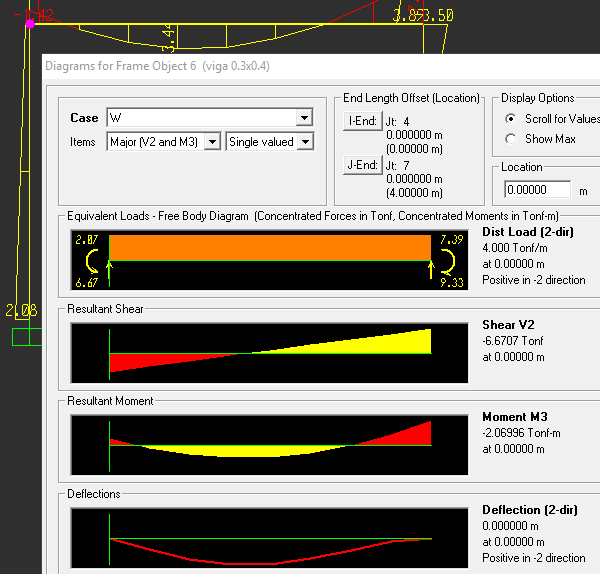 -1.42
3.44
3.89 3.50
Diagrams for Frame Object 6 (viga 0.3x0.4)
Case W
Items Major (V2 and M3) Single valued
End Length Offset (Location)
I-End: Jt: 4
0.000000 m
(0.00000 m)
J-End: Jt: 7
0.000000 m
(4.00000 m)
Display Options
Scroll for Values
Show Max
Location
0.00000 m
Equivalent Loads - Free Body Diagram (Concentrated Forces in Tonf, Concentrated Moments in Tonf-m)
2.07 7.39
6.67 9.33
Dist Load (2-dir)
4.000 Tonf/m
at 0.00000 m
Positive in -2 direction
2.08
Resultant Shear
Shear V2
-6.6707 Tonf
at 0.00000 m
Resultant Moment
Moment M3
-2.06996 Tonf-m
at 0.00000 m
Deflections
Deflection (2-dir)
0.000000 m
at 0.00000 m
Positive in -2 direction